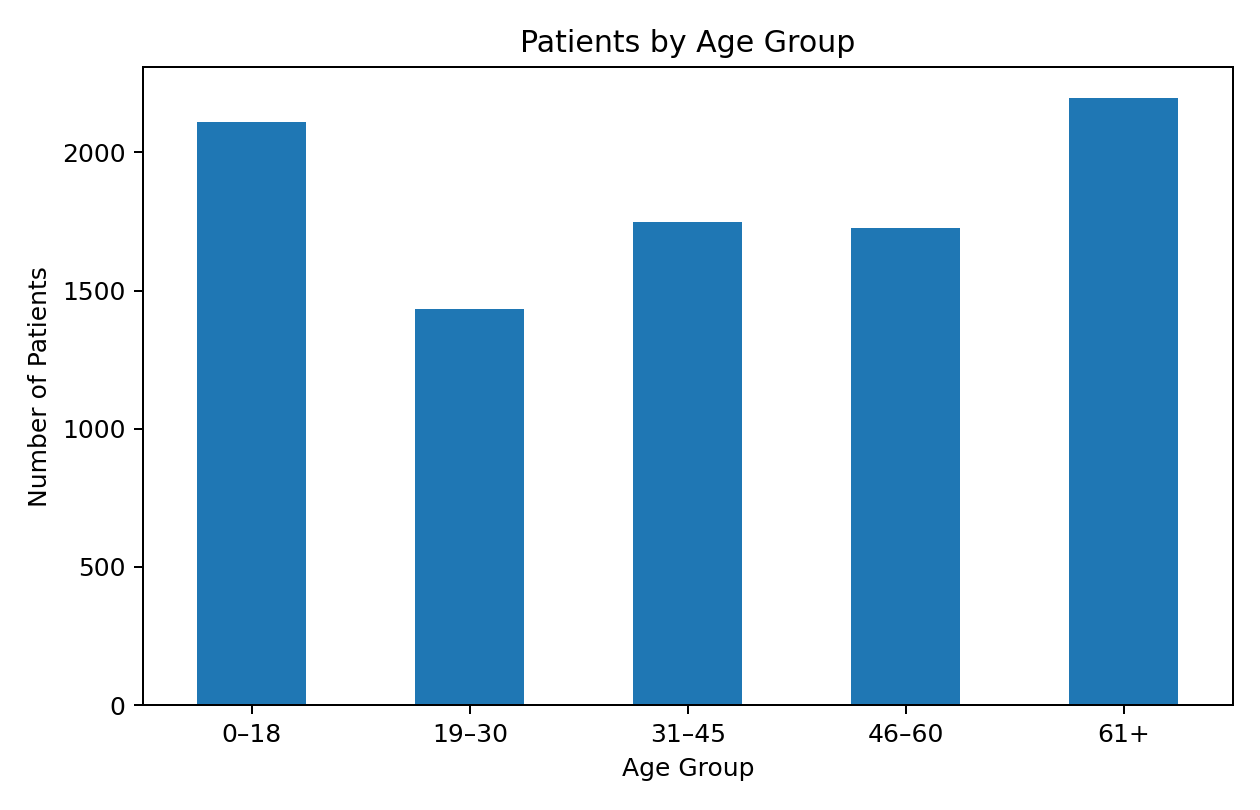 Patients by Age Group
Number of Patients
2000
1500
1000
500
0
0–18 19–30 31–45 46–60 61+
Age Group